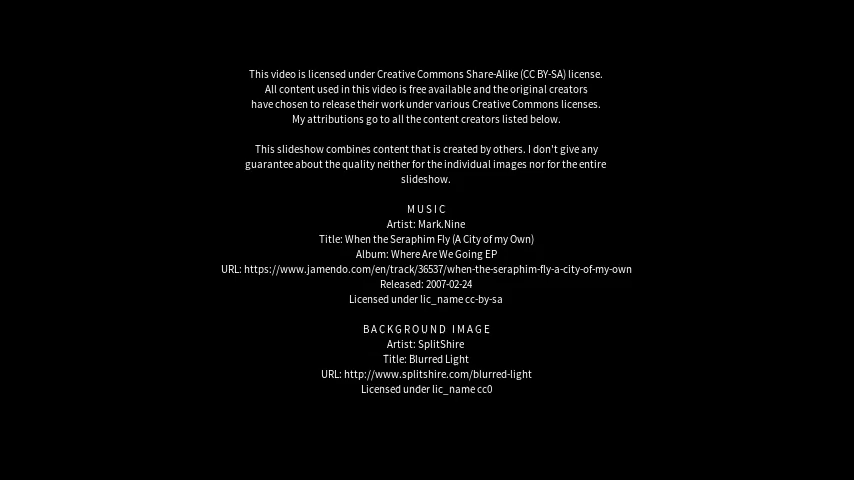 This video is licensed under Creative Commons Share-Alike (CC BY-SA) license.
All content used in this video is free available and the original creators
have chosen to release their work under various Creative Commons licenses.
My attributions go to all the content creators listed below.
This slideshow combines content that is created by others. I don't give any
guarantee about the quality neither for the individual images nor for the entire
slideshow.
MUSIC
Artist: Mark.Nine
Title: When the Seraphim Fly (A City of my Own)
Album: Where Are We Going EP
URL: https://www.jamendo.com/en/track/36537/when-the-seraphim-fly-a-city-of-my-own
Released: 2007-02-24
Licensed under lic_name cc-by-sa
BACKGROUND IMAGE
Artist: SplitShire
Title: Blurred Light
URL: http://www.splitshire.com/blurred-light
Licensed under lic_name cc0